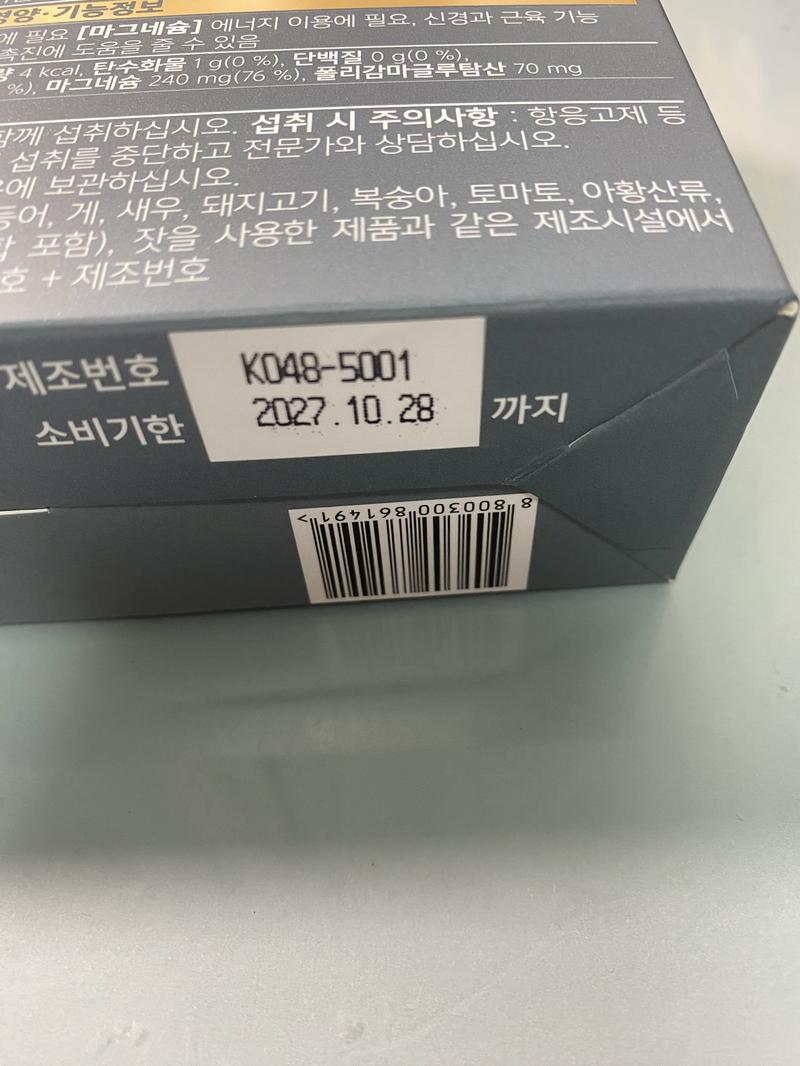 영양·기능정보
에 필요 [마그네슘] 에너지 이용에 필요, 신경과 근육 기능
촉진에 도움을 줄 수 있음
량 4 kcal, 탄수화물 1 g(0 %), 단백질 0 g(0 %),
%), 마그네슘 240 mg(76 %), 폴리감마글루탐산 70 mg
함께 섭취하십시오. 섭취 시 주의사항 : 항응고제 등
섭취를 중단하고 전문가와 상담하십시오.
에 보관하십시오.
등어, 게, 새우, 돼지고기, 복숭아, 토마토, 아황산류,
합 포함), 잣을 사용한 제품과 같은 제조시설에서
호 + 제조번호
제조번호 K048-5001
소비기한 2027.10.28 까지
8 800300 861491 >